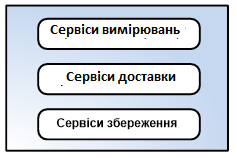 Сервіси вимірювань
Сервіси доставки
Сервіси збереження